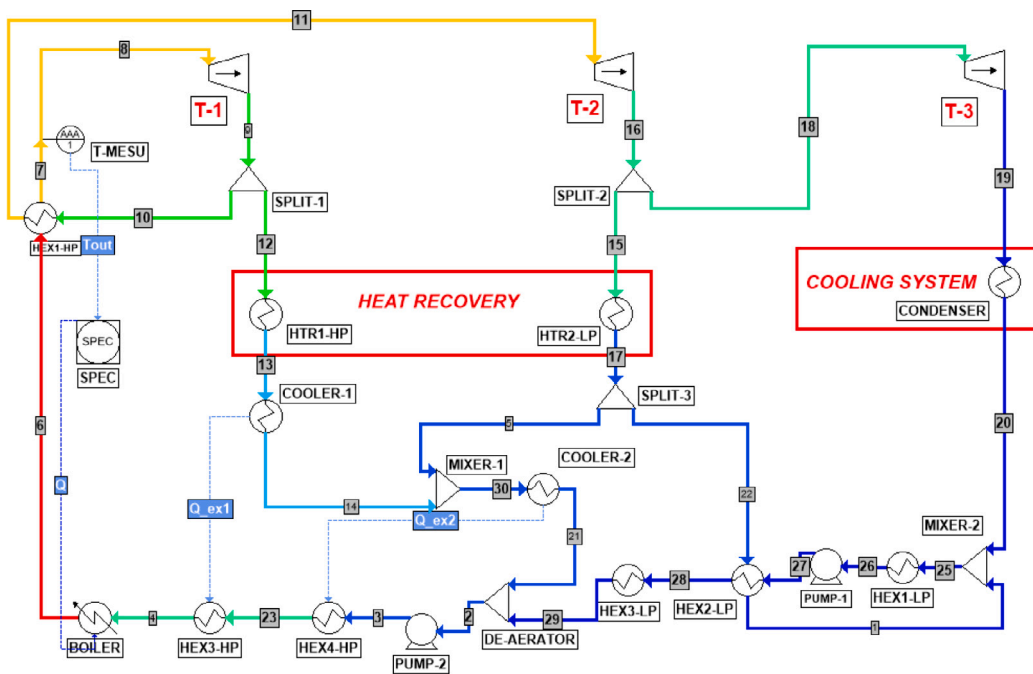 11
8
T-1
T-2
T-3
9
16
18
19
AAA
1
T-MESU
7
SPLIT-1
SPLIT-2
10
HEX1-HP
Tout
12
15
HEAT RECOVERY
COOLING SYSTEM
CONDENSER
HTR1-HP
HTR2-LP
SPEC
SPEC
13
17
COOLER-1
SPLIT-3
6
5
20
MIXER-1
COOLER-2
Q
30
22
Q_ex1
14
Q_ex2
21
MIXER-2
27
26
25
28
PUMP-1
HEX1-LP
HEX3-LP
HEX2-LP
4
23
3
2
29
1
BOILER
HEX3-HP
HEX4-HP
DE-AERATOR
PUMP-2